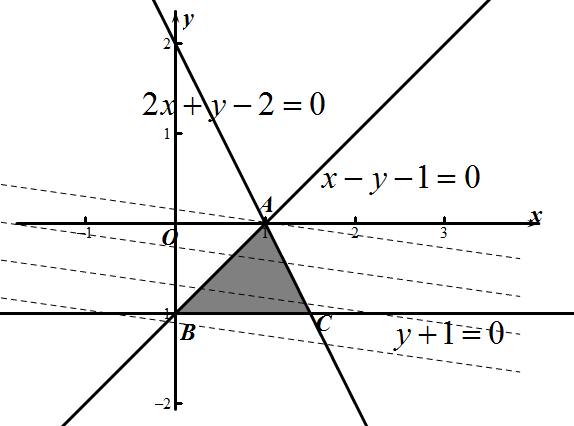 y
2
2x + y − 2 = 0
1
x − y − 1 = 0
A
x
-1
O
1
2
3
1
B
C
y + 1 = 0
−2